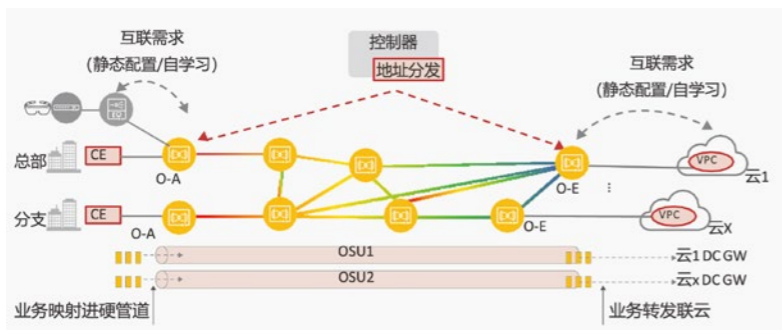 互联需求
(静态配置/自学习)
控制器
地址分发
互联需求
(静态配置/自学习)
总部
CE
O-A
O-E
VPC
云1
分支
CE
O-A
O-E
VPC
云X
OSU1
云1 DC GW
OSU2
云x DC GW
业务映射进硬管道
业务转发联云